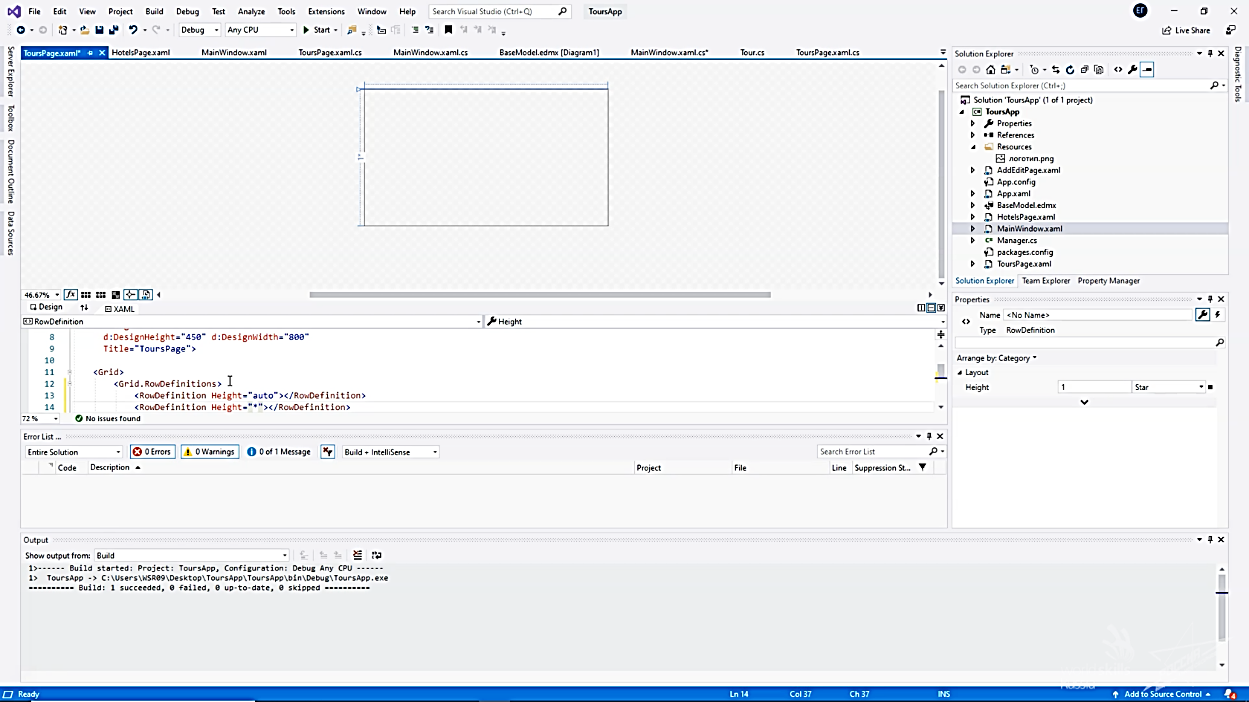 File Edit View Project Build Debug Test Analyze Tools Extensions Window Help Search Visual Studio (Ctrl+Q) ToursApp ЕГ
Debug Any CPU Start Live Share
ToursPage.xaml* HotelsPage.xaml MainWindow.xaml ToursPage.xaml.cs MainWindow.xaml.cs BaseModel.edmx [Diagram1] MainWindow.xaml.cs* Tour.cs ToursPage.xaml.cs
Server Explorer
Toolbox
Document Outline
Data Sources
Diagnostic Tools
Solution Explorer
Search Solution Explorer (Ctrl+;)
Solution 'ToursApp' (1 of 1 project)
ToursApp
Properties
References
Resources
логотип.png
AddEditPage.xaml
App.config
App.xaml
BaseModel.edmx
HotelsPage.xaml
MainWindow.xaml
Manager.cs
packages.config
ToursPage.xaml
Solution Explorer Team Explorer Property Manager
46.67%
Design XAML
RowDefinition Height
8 d:DesignHeight="450" d:DesignWidth="800"
9 Title="ToursPage">
10
11 <Grid>
12 <Grid.RowDefinitions>
13 <RowDefinition Height="auto"></RowDefinition>
14 <RowDefinition Height="*"></RowDefinition>
72 % No issues found
Properties
Name <No Name>
Type RowDefinition
Arrange by: Category
Layout
Height 1 Star
Error List ...
Entire Solution 0 Errors 0 Warnings 0 of 1 Message Build + IntelliSense Search Error List
Code Description Project File Line Suppression St...
Output
Show output from: Build
1>------ Build started: Project: ToursApp, Configuration: Debug Any CPU ------
1> ToursApp -> C:\Users\WSR09\Desktop\ToursApp\ToursApp\bin\Debug\ToursApp.exe
========== Build: 1 succeeded, 0 failed, 0 up-to-date, 0 skipped ==========
Ready Ln 14 Col 37 Ch 37 INS Add to Source Control